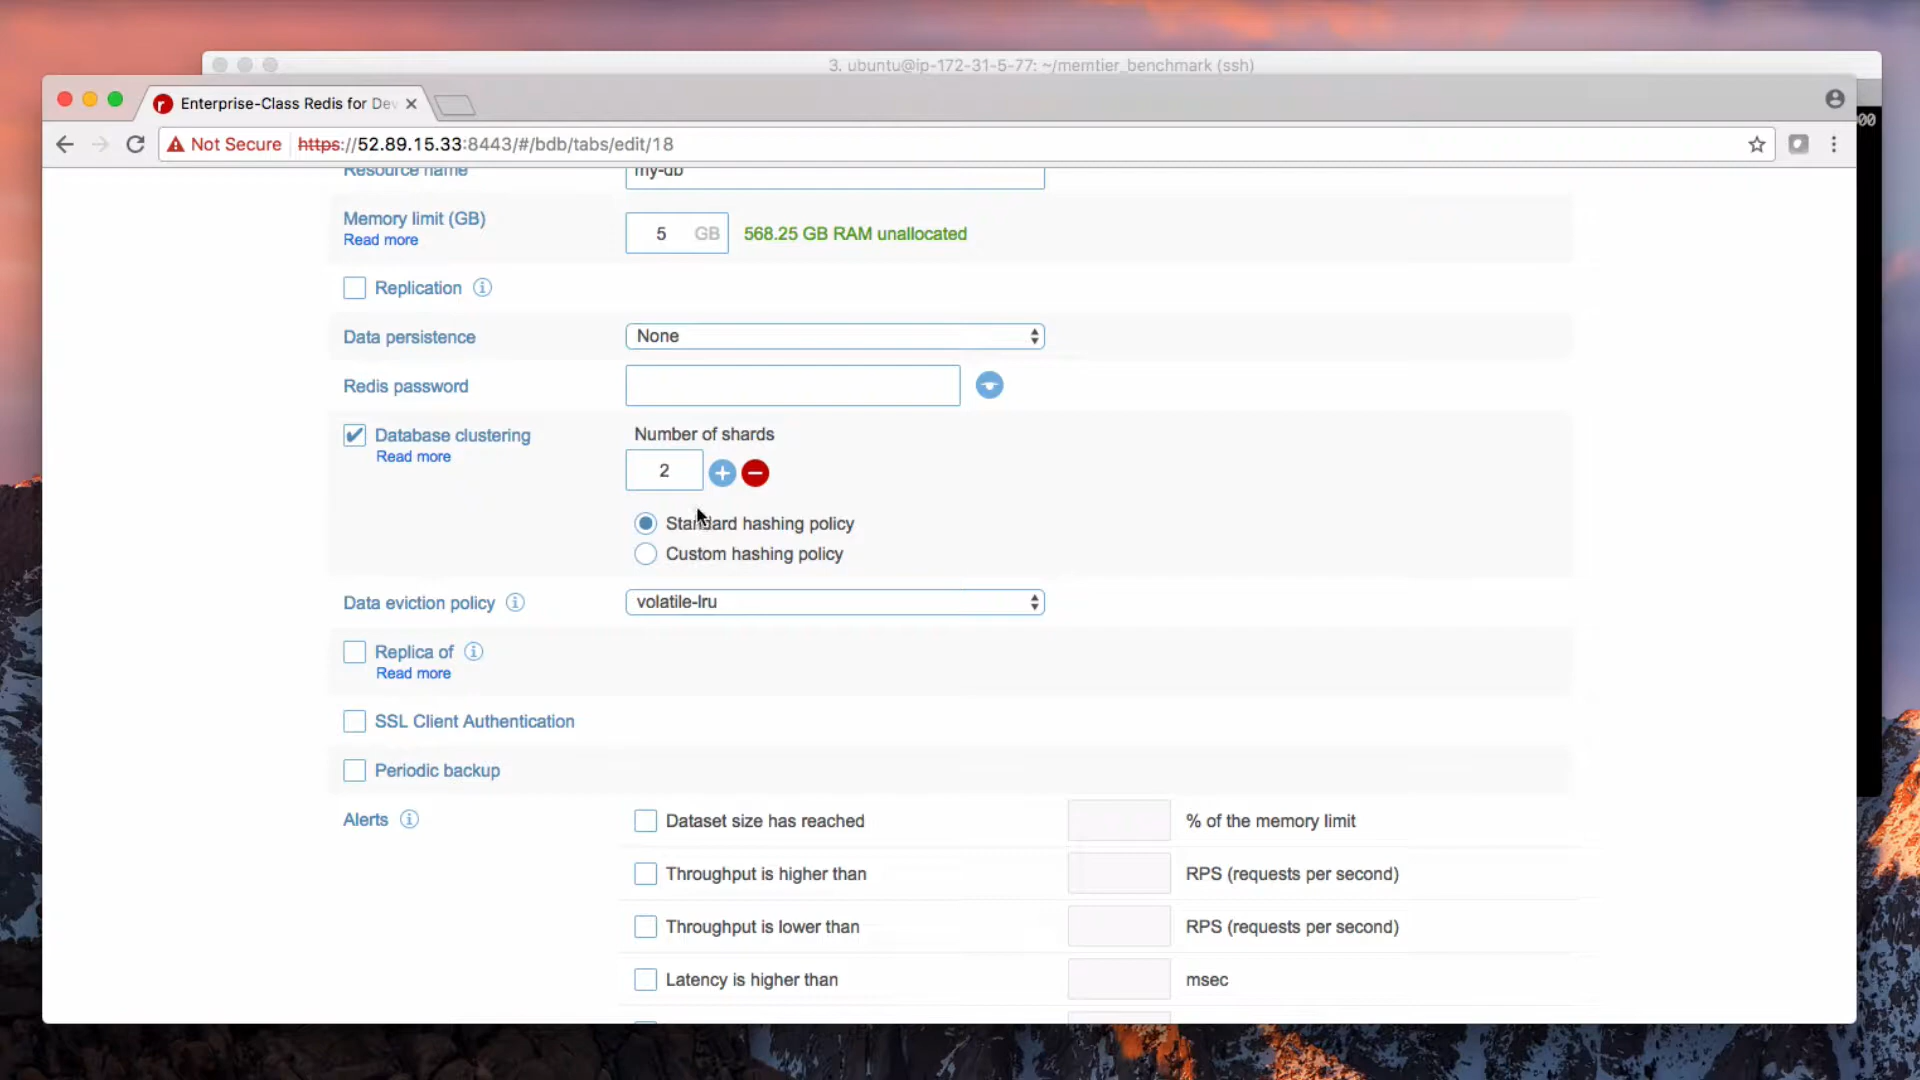 3. ubuntu@ip-172-31-5-77: ~/memtier_benchmark (ssh)
Enterprise-Class Redis for Dev
00
Not Secure https://52.89.15.33:8443/#/bdb/tabs/edit/18
Resource name my-db
Memory limit (GB)
Read more
5 GB 568.25 GB RAM unallocated
Replication
Data persistence None
Redis password
Database clustering
Read more
Number of shards
2
Standard hashing policy
Custom hashing policy
Data eviction policy volatile-lru
Replica of
Read more
SSL Client Authentication
Periodic backup
Alerts
Dataset size has reached % of the memory limit
Throughput is higher than RPS (requests per second)
Throughput is lower than RPS (requests per second)
Latency is higher than msec